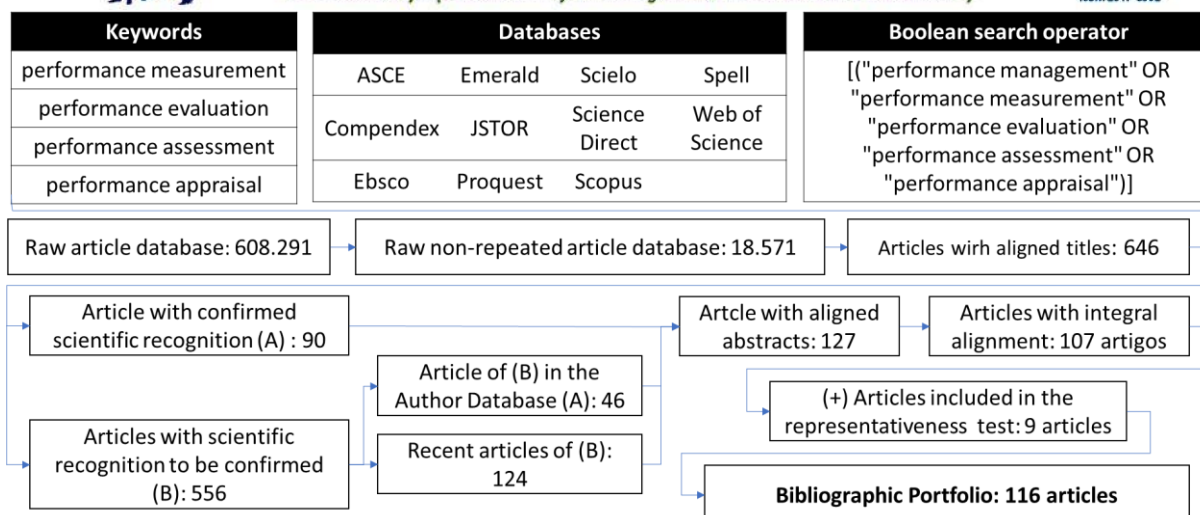 Keywords
performance measurement
performance evaluation
performance assessment
performance appraisal
Databases
ASCE Emerald Scielo Spell
Compendex JSTOR Science Direct Web of Science
Ebsco Proquest Scopus
Boolean search operator
[("performance management" OR
"performance measurement" OR
"performance evaluation" OR
"performance assessment" OR
"performance appraisal")]
Raw article database: 608.291
Raw non-repeated article database: 18.571
Articles wirh aligned titles: 646
Article with confirmed
scientific recognition (A) : 90
Articles with scientific
recognition to be confirmed
(B): 556
Article of (B) in the
Author Database (A): 46
Recent articles of (B):
124
Artcle with aligned
abstracts: 127
Articles with integral
alignment: 107 artigos
(+) Articles included in the
representativeness test: 9 articles
Bibliographic Portfolio: 116 articles